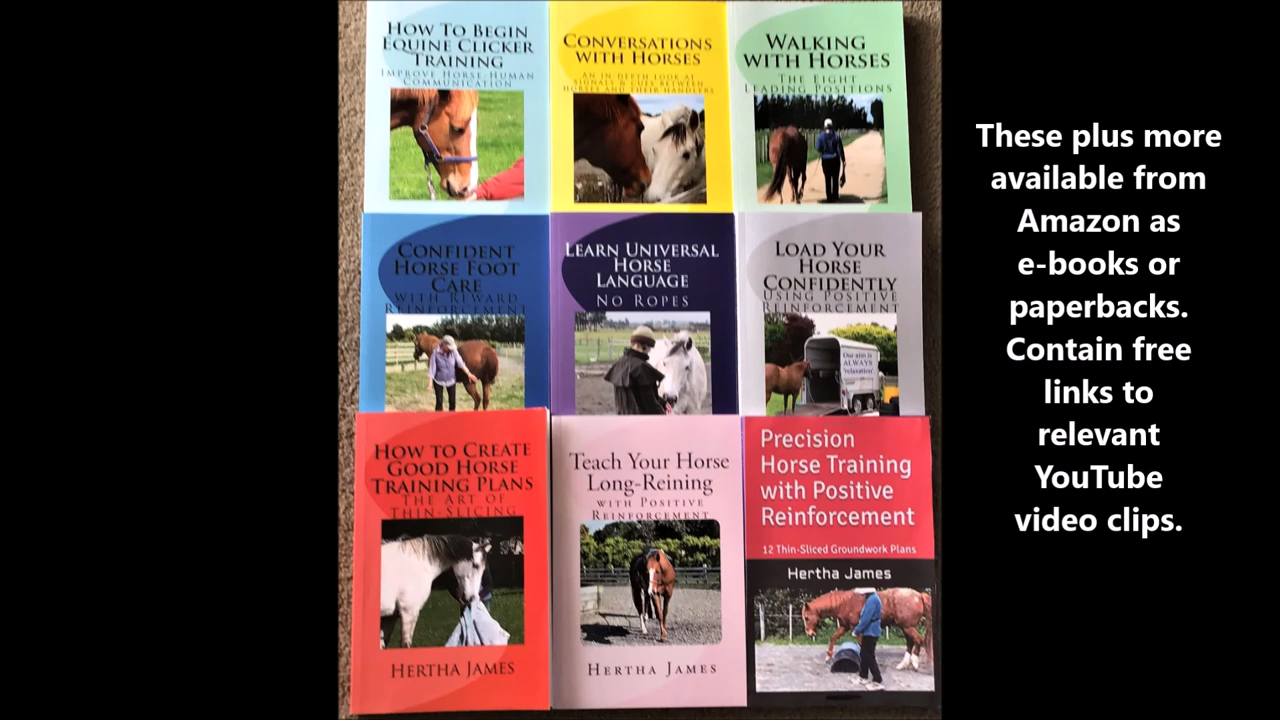 HOW TO BEGIN
EQUINE CLICKER
TRAINING
IMPROVE HORSE-HUMAN
COMMUNICATION
CONVERSATIONS
WITH HORSES
AN IN DEPTH LOOK AT
SIGNALS & CUES BETWEEN
HORSES AND THEIR HANDLERS
WALKING
WITH HORSES
THE EIGHT
LEADING POSITIONS
CONFIDENT
HORSE FOOT
CARE
WITH REWARD
REINFORCEMENT
LEARN UNIVERSAL
HORSE
LANGUAGE
NO ROPES
LOAD YOUR
HORSE
CONFIDENTLY
USING POSITIVE
REINFORCEMENT
Our aim is
ALWAYS
'relaxation'
HOW TO CREATE
GOOD HORSE
TRAINING PLANS
THE ART OF
THIN-SLICING
HERTHA JAMES
Teach Your Horse
Long-Reining
WITH POSITIVE
REINFORCEMENT
HERTHA JAMES
Precision
Horse Training
with Positive
Reinforcement
12 Thin-Sliced Groundwork Plans
Hertha James
These plus more
available from
Amazon as
e-books or
paperbacks.
Contain free
links to
relevant
YouTube
video clips.